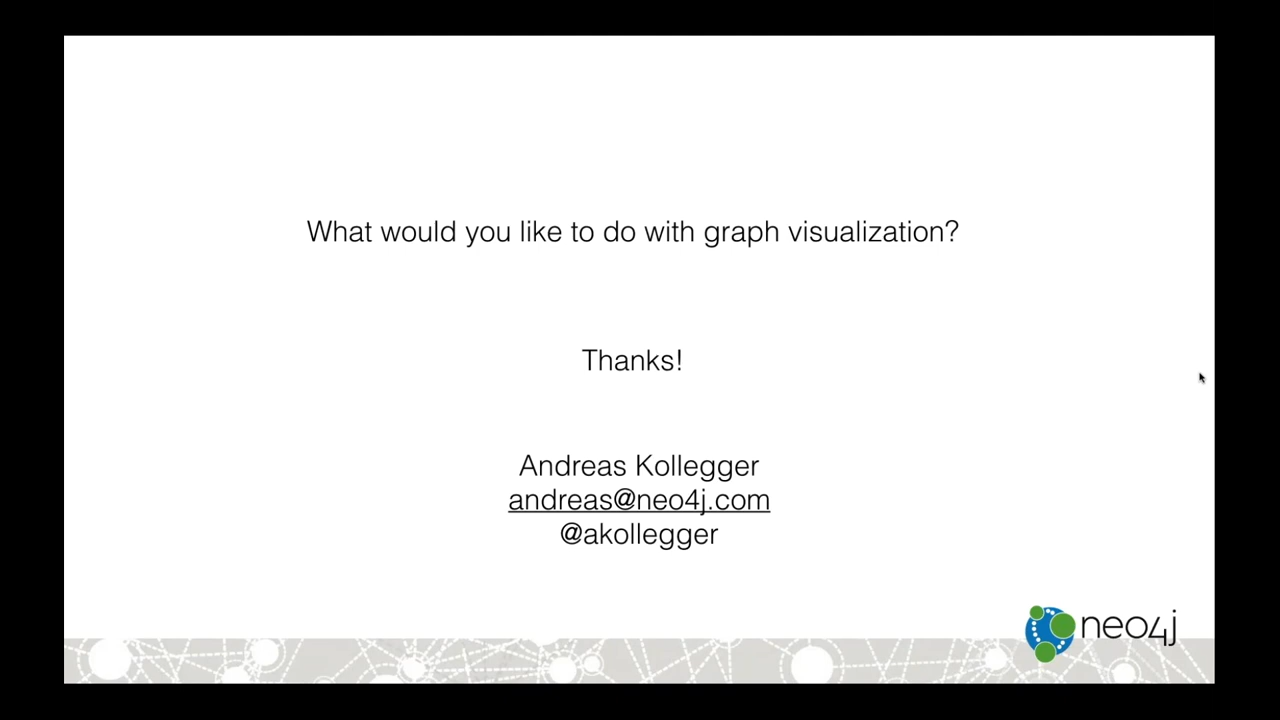 What would you like to do with graph visualization?
Thanks!
Andreas Kollegger
andreas@neo4j.com
@akollegger
neo4j